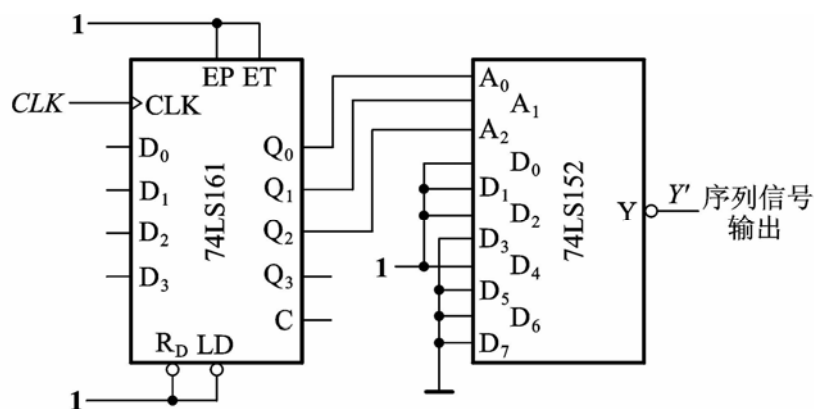 1
EP ET
CLK
CLK
D₀
D₁
D₂
D₃
74LS161
Q₀
Q₁
Q₂
Q₃
C
R_D LD
1
A₀
A₁
A₂
D₀
D₁
D₂
D₃
D₄
D₅
D₆
D₇
1
74LS152
Y
Y′
序列信号
输出